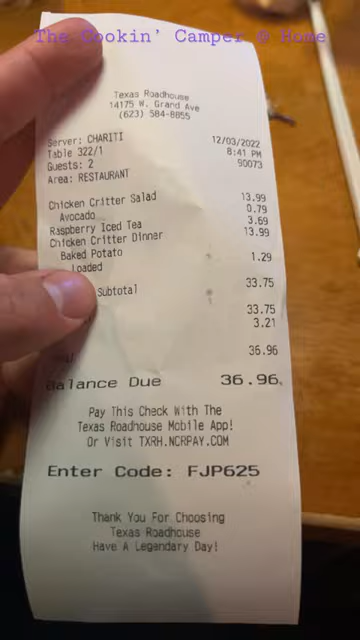 The Cookin' Camper @ Home
Texas Roadhouse
14175 W. Grand Ave
(623) 584-8855
Server: CHARITI 12/03/2022
Table 322/1 8:41 PM
Guests: 2 90073
Area: RESTAURANT
Chicken Critter Salad 13.99
Avocado 0.79
Raspberry Iced Tea 3.69
Chicken Critter Dinner 13.99
Baked Potato
Loaded 1.29
Subtotal 33.75
33.75
3.21
36.96
Balance Due 36.96
Pay This Check With The
Texas Roadhouse Mobile App!
Or Visit TXRH.NCRPAY.COM
Enter Code: FJP625
Thank You For Choosing
Texas Roadhouse
Have A Legendary Day!